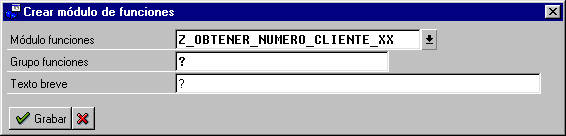 Crear módulo de funciones
Módulo funciones Z_OBTENER_NUMERO_CLIENTE_XX
Grupo funciones ?
Texto breve ?
Grabar